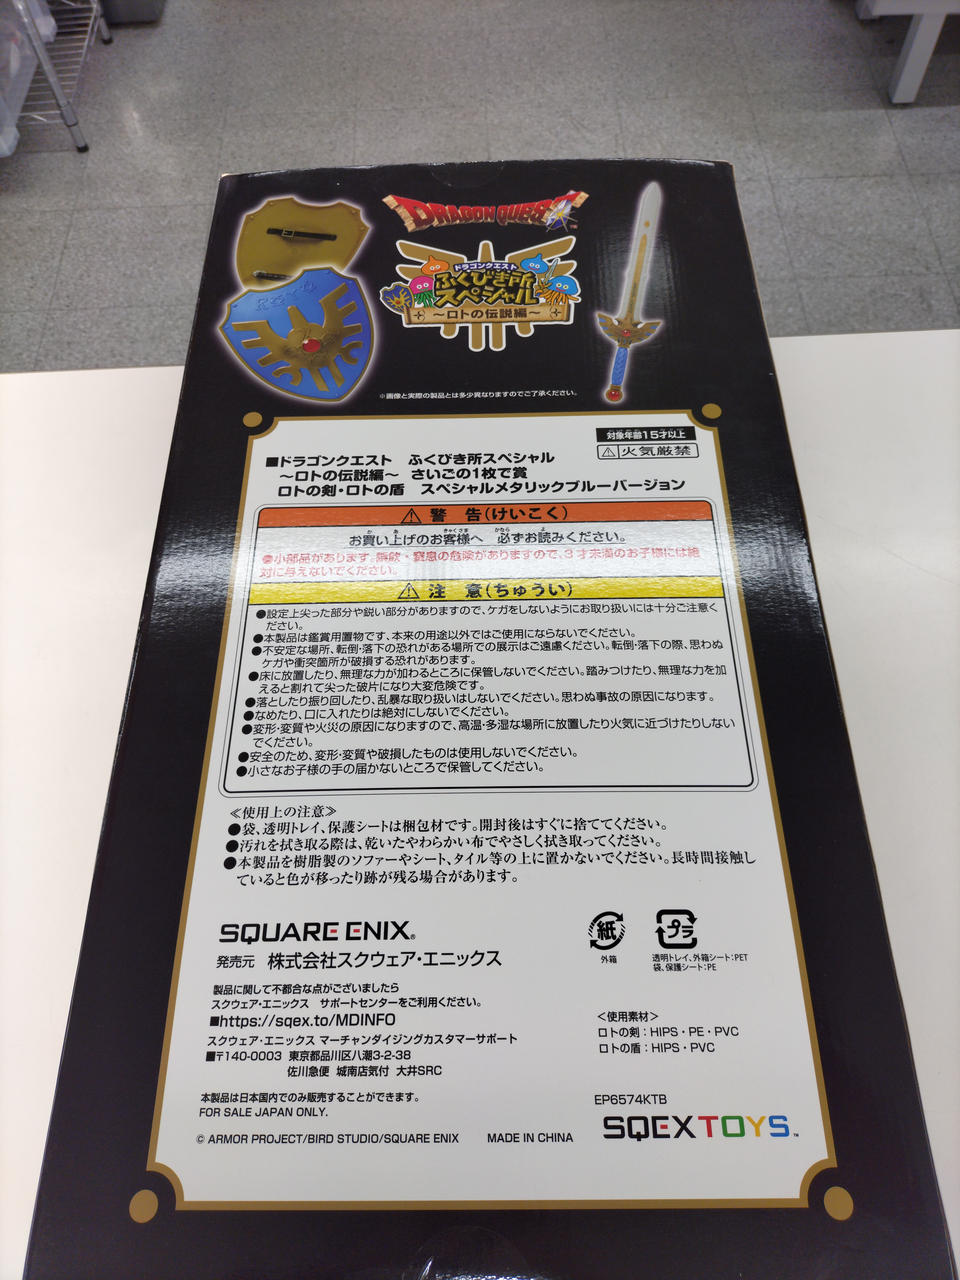 DRAGON QUEST™
ドラゴンクエスト
ふくびき所
スペシャル
～ロトの伝説編～
※画像と実際の製品とは多少異なりますのでご了承ください。
対象年齢15才以上
火気厳禁
■ドラゴンクエスト ふくびき所スペシャル
～ロトの伝説編～ さいごの1枚で賞
ロトの剣・ロトの盾 スペシャルメタリックブルーバージョン
警 告(けいこく)
お買い上げのお客様へ 必ずお読みください。
●小部品があります。誤飲・窒息の危険がありますので、3才未満のお子様には絶
対に与えないでください。
注 意(ちゅうい)
●設定上尖った部分や鋭い部分がありますので、ケガをしないようにお取り扱いには十分ご注意く
ださい。
●本製品は鑑賞用置物です、本来の用途以外ではご使用にならないでください。
●不安定な場所、転倒・落下の恐れがある場所での展示はご遠慮ください。転倒・落下の際、思わぬ
ケガや衝突箇所が破損する恐れがあります。
●床に放置したり、無理な力が加わるところに保管しないでください。踏みつけたり、無理な力を加
えると割れて尖った破片になり大変危険です。
●落としたり振り回したり、乱暴な取り扱いはしないでください。思わぬ事故の原因になります。
●なめたり、口に入れたりは絶対にしないでください。
●変形・変質や火災の原因になりますので、高温・多湿な場所に放置したり火気に近づけたりしない
でください。
●安全のため、変形・変質や破損したものは使用しないでください。
●小さなお子様の手の届かないところで保管してください。
≪使用上の注意≫
●袋、透明トレイ、保護シートは梱包材です。開封後はすぐに捨ててください。
●汚れを拭き取る際は、乾いたやわらかい布でやさしく拭き取ってください。
●本製品を樹脂製のソファーやシート、タイル等の上に置かないでください。長時間接触し
ていると色が移ったり跡が残る場合があります。
SQUARE ENIX®
発売元 株式会社スクウェア・エニックス
紙
外箱
プラ
透明トレイ、外箱シート:PET
袋、保護シート:PE
製品に関して不都合な点がございましたら
スクウェア・エニックス サポートセンターをご利用ください。
■https://sqex.to/MDINFO
スクウェア・エニックス マーチャンダイジングカスタマーサポート
■〒140-0003 東京都品川区八潮3-2-38
佐川急便 城南店気付 大井SRC
＜使用素材＞
ロトの剣：HIPS・PE・PVC
ロトの盾：HIPS・PVC
本製品は日本国内でのみ販売することができます。
FOR SALE JAPAN ONLY.
© ARMOR PROJECT/BIRD STUDIO/SQUARE ENIX MADE IN CHINA
EP6574KTB
SQEX TOYS™